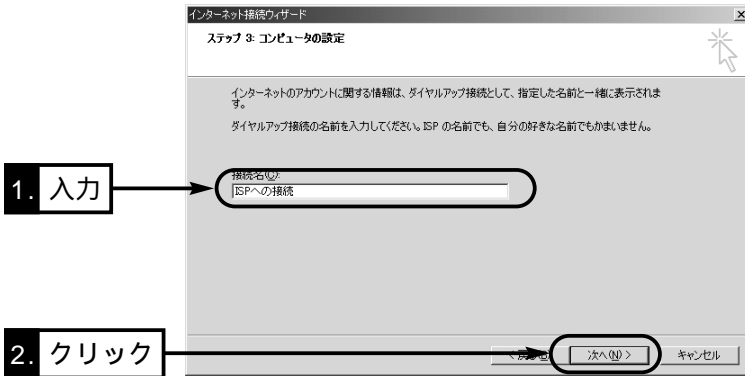 インターネット接続ウィザード
ステップ 3: コンピュータの設定
インターネットのアカウントに関する情報は、ダイヤルアップ接続として、指定した名前と一緒に表示されま
す。
ダイヤルアップ接続の名前を入力してください。ISP の名前でも、自分の好きな名前でもかまいません。
接続名(C):
1. 入力
ISPへの接続
2. クリック
次へ(N) >
キャンセル